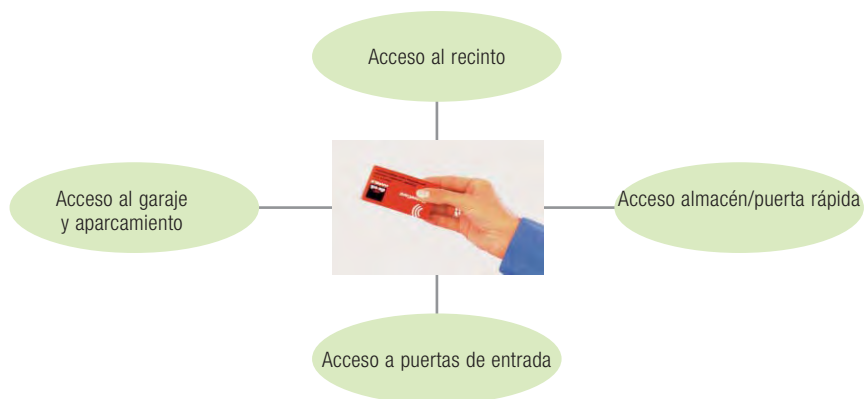 Acceso al recinto
Acceso al garaje
y aparcamiento
Acceso almacén/puerta rápida
Acceso a puertas de entrada